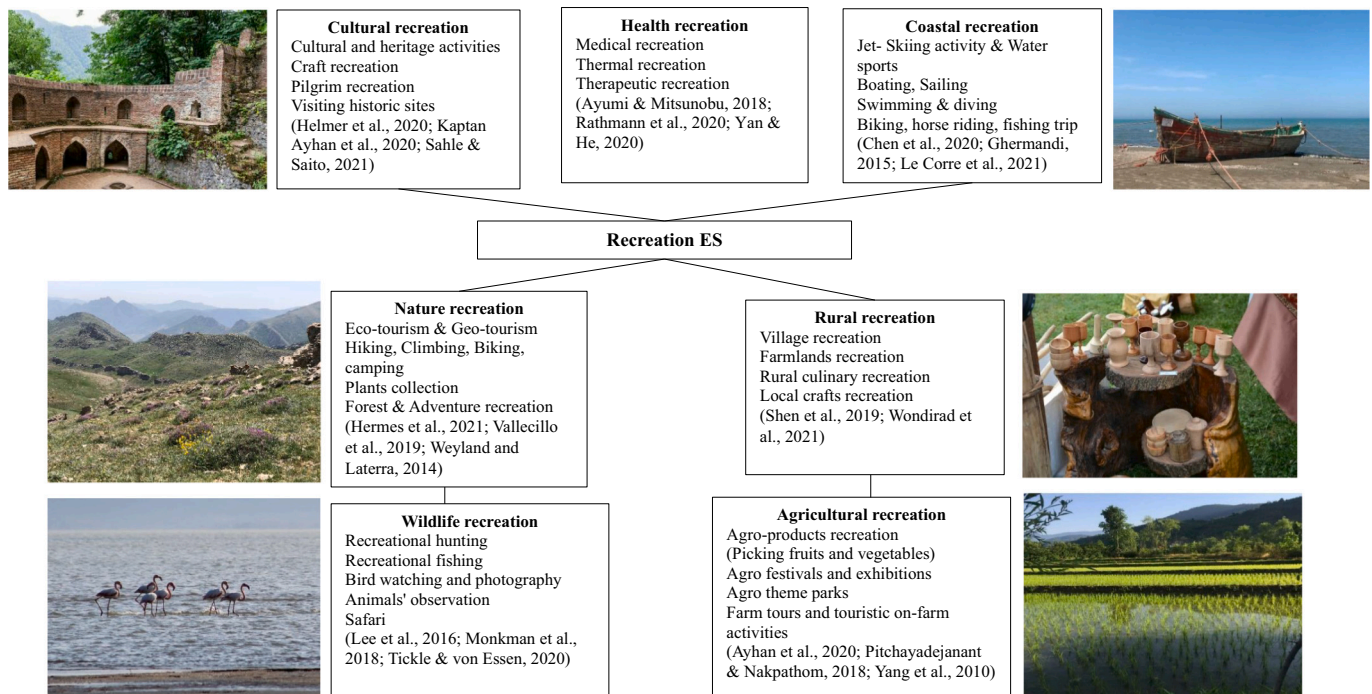 Cultural recreation
Cultural and heritage activities
Craft recreation
Pilgrim recreation
Visiting historic sites
(Helmer et al., 2020; Kaptan
Ayhan et al., 2020; Sahle &
Saito, 2021)
Health recreation
Medical recreation
Thermal recreation
Therapeutic recreation
(Ayumi & Mitsunobu, 2018;
Rathmann et al., 2020; Yan &
He, 2020)
Coastal recreation
Jet- Skiing activity & Water
sports
Boating, Sailing
Swimming & diving
Biking, horse riding, fishing trip
(Chen et al., 2020; Ghermandi,
2015; Le Corre et al., 2021)
Recreation ES
Nature recreation
Eco-tourism & Geo-tourism
Hiking, Climbing, Biking,
camping
Plants collection
Forest & Adventure recreation
(Hermes et al., 2021; Vallecillo
et al., 2019; Weyland and
Laterra, 2014)
Rural recreation
Village recreation
Farmlands recreation
Rural culinary recreation
Local crafts recreation
(Shen et al., 2019; Wondirad et
al., 2021)
Wildlife recreation
Recreational hunting
Recreational fishing
Bird watching and photography
Animals' observation
Safari
(Lee et al., 2016; Monkman et al.,
2018; Tickle & von Essen, 2020)
Agricultural recreation
Agro-products recreation
(Picking fruits and vegetables)
Agro festivals and exhibitions
Agro theme parks
Farm tours and touristic on-farm
activities
(Ayhan et al., 2020; Pitchayadejanant
& Nakpathom, 2018; Yang et al., 2010)